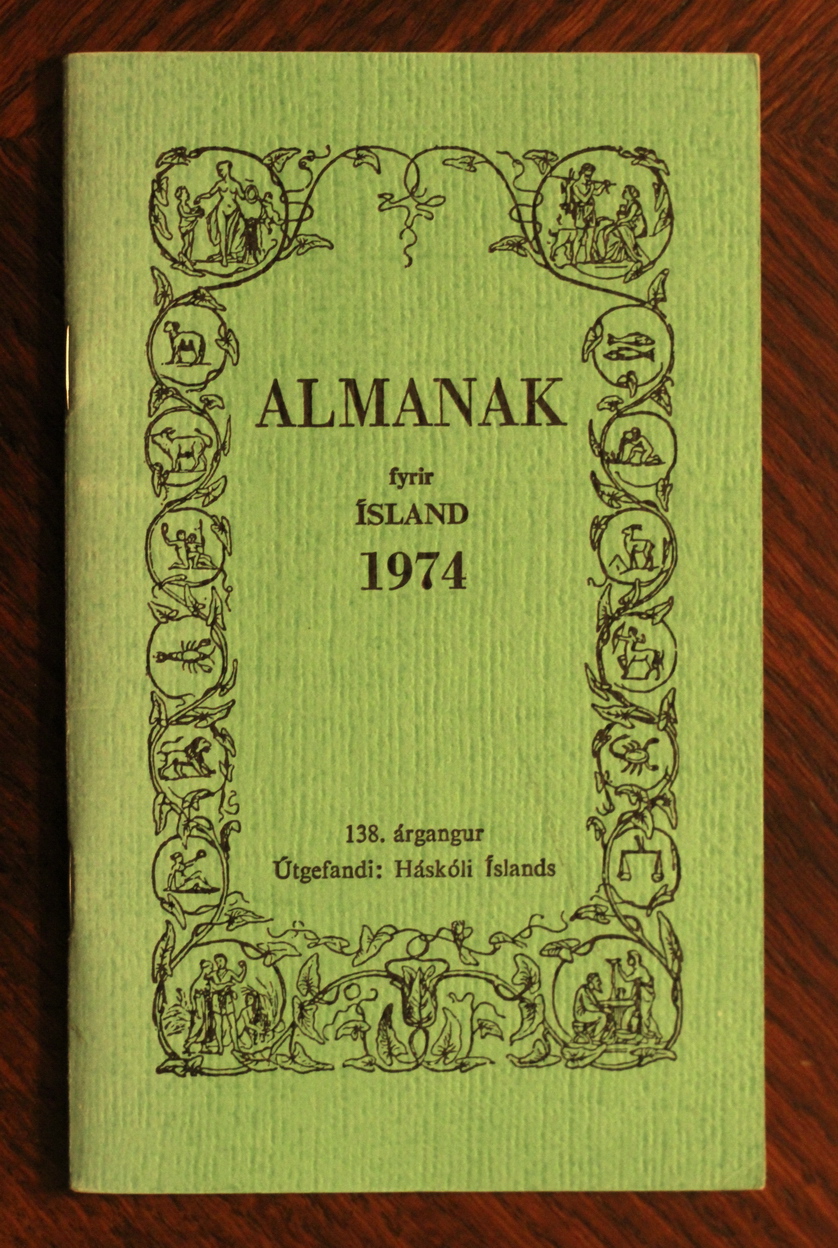 ALMANAK
fyrir
ÍSLAND
1974
138. árgangur
Útgefandi: Háskóli Íslands